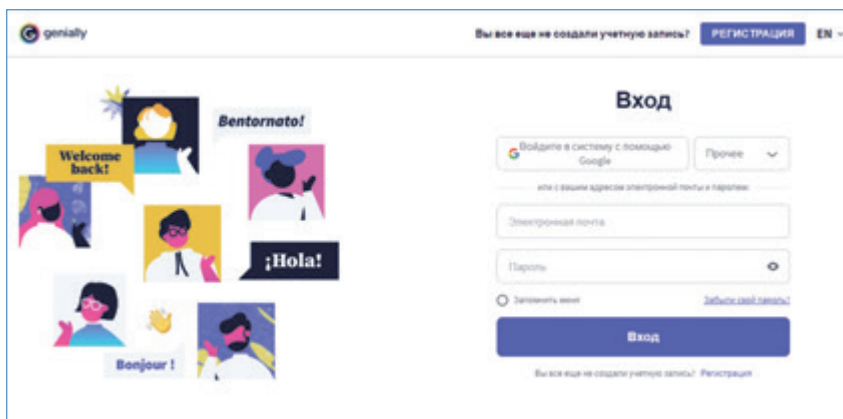 genially
Вы все еще не создали учетную запись?
РЕГИСТРАЦИЯ
EN
Bentornato!
Welcome
back!
¡Hola!
Bonjour !
Вход
Войдите в систему с помощью
Google
Прочее
или с вашим адресом электронной почты и паролем:
Электронная почта
Пароль
Запомнить меня
Забыли свой пароль?
Вход
Вы все еще не создали учетную запись? Регистрация